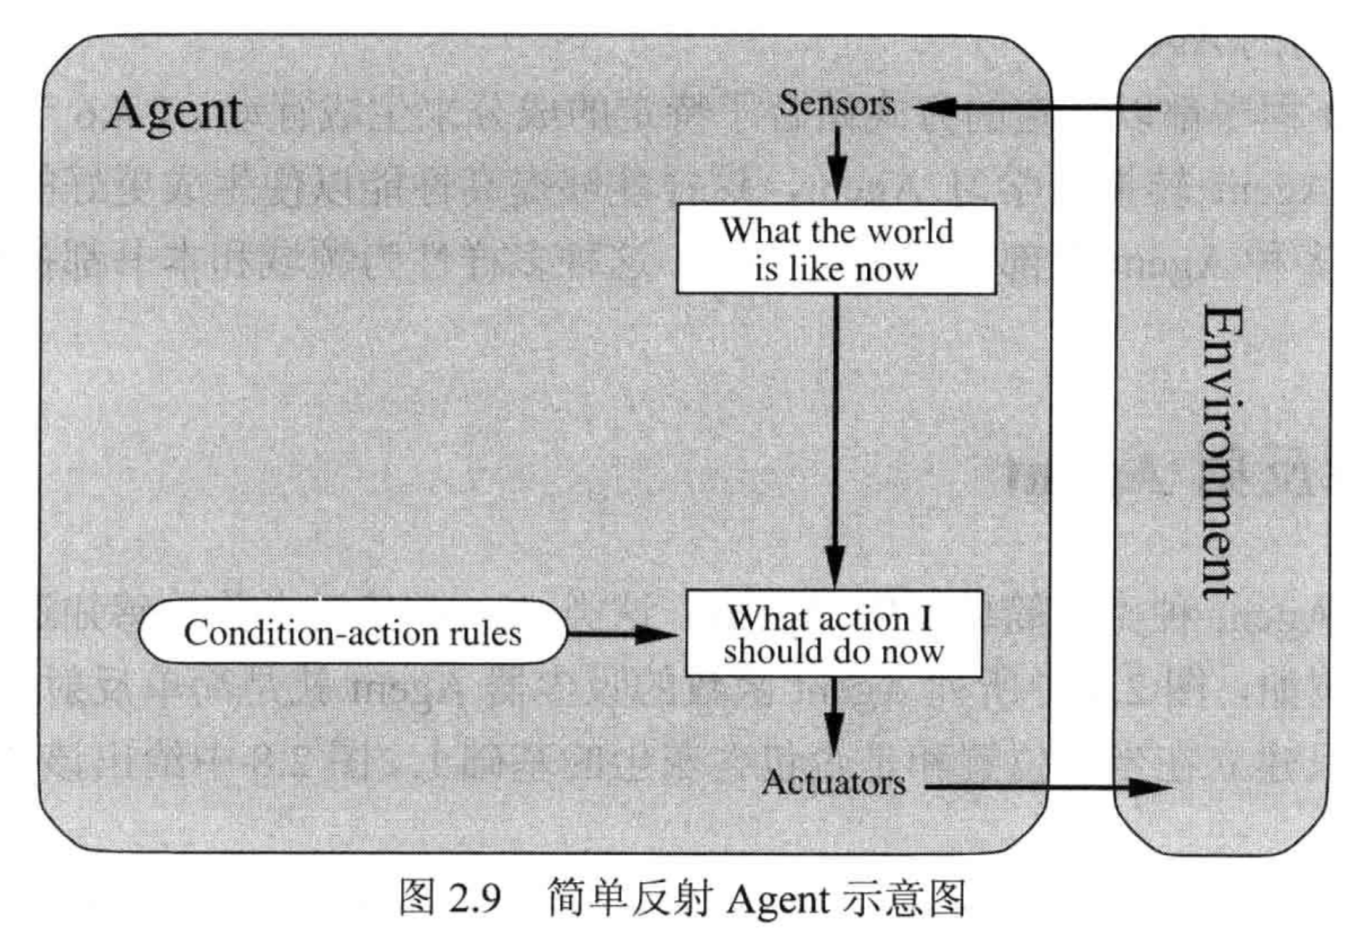 Agent
Sensors
What the world
is like now
Environment
Condition-action rules
What action I
should do now
Actuators
图 2.9 简单反射 Agent 示意图